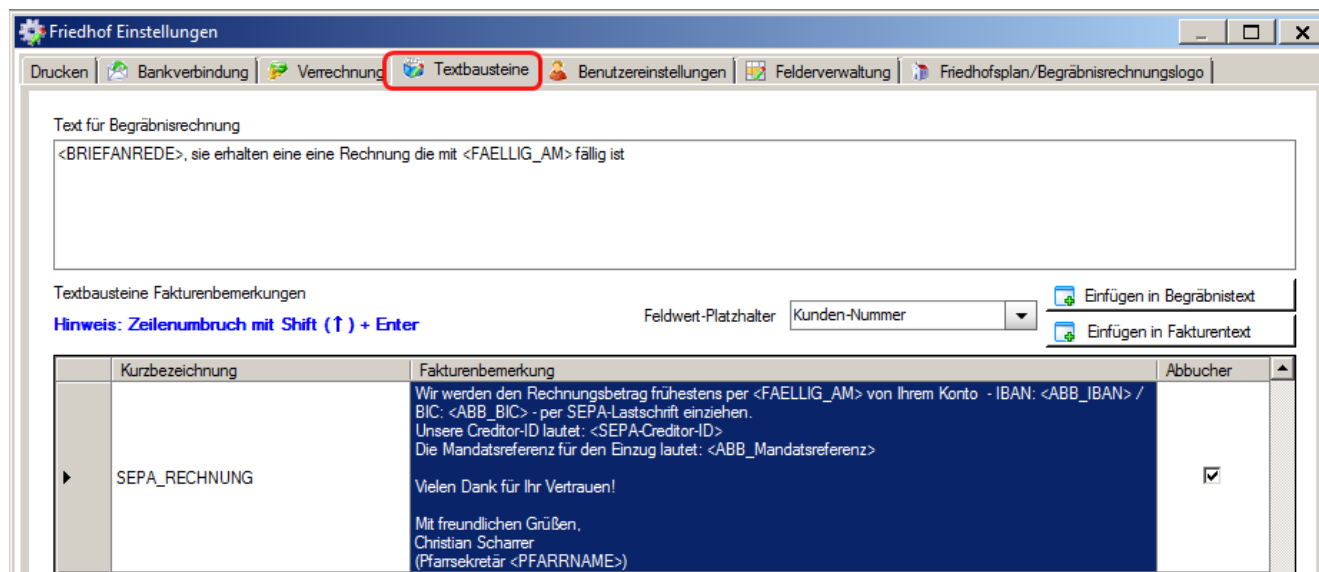 Friedhof Einstellungen
Drucken Bankverbindung Verrechnung Textbausteine Benutzereinstellungen Felderverwaltung Friedhofsplan/Begräbnisrechnungslogo
Text für Begräbnisrechnung
<BRIEFANREDE>, sie erhalten eine eine Rechnung die mit <FAELLIG_AM> fällig ist
Textbausteine Fakturenbemerkungen
Einfügen in Begräbnistext
Hinweis: Zeilenumbruch mit Shift (↑) + Enter
Feldwert-Platzhalter Kunden-Nummer
Einfügen in Fakturentext
Kurzbezeichnung Fakturenbemerkung Abbucher
SEPA_RECHNUNG
Wir werden den Rechnungsbetrag frühestens per <FAELLIG_AM> von Ihrem Konto - IBAN: <ABB_IBAN> /
BIC: <ABB_BIC> - per SEPA-Lastschrift einziehen.
Unsere Creditor-ID lautet: <SEPA-Creditor-ID>
Die Mandatsreferenz für den Einzug lautet: <ABB_Mandatsreferenz>
Vielen Dank für Ihr Vertrauen!
Mit freundlichen Grüßen,
Christian Scharrer
(Pfarrsekretär <PFARRNAME>)